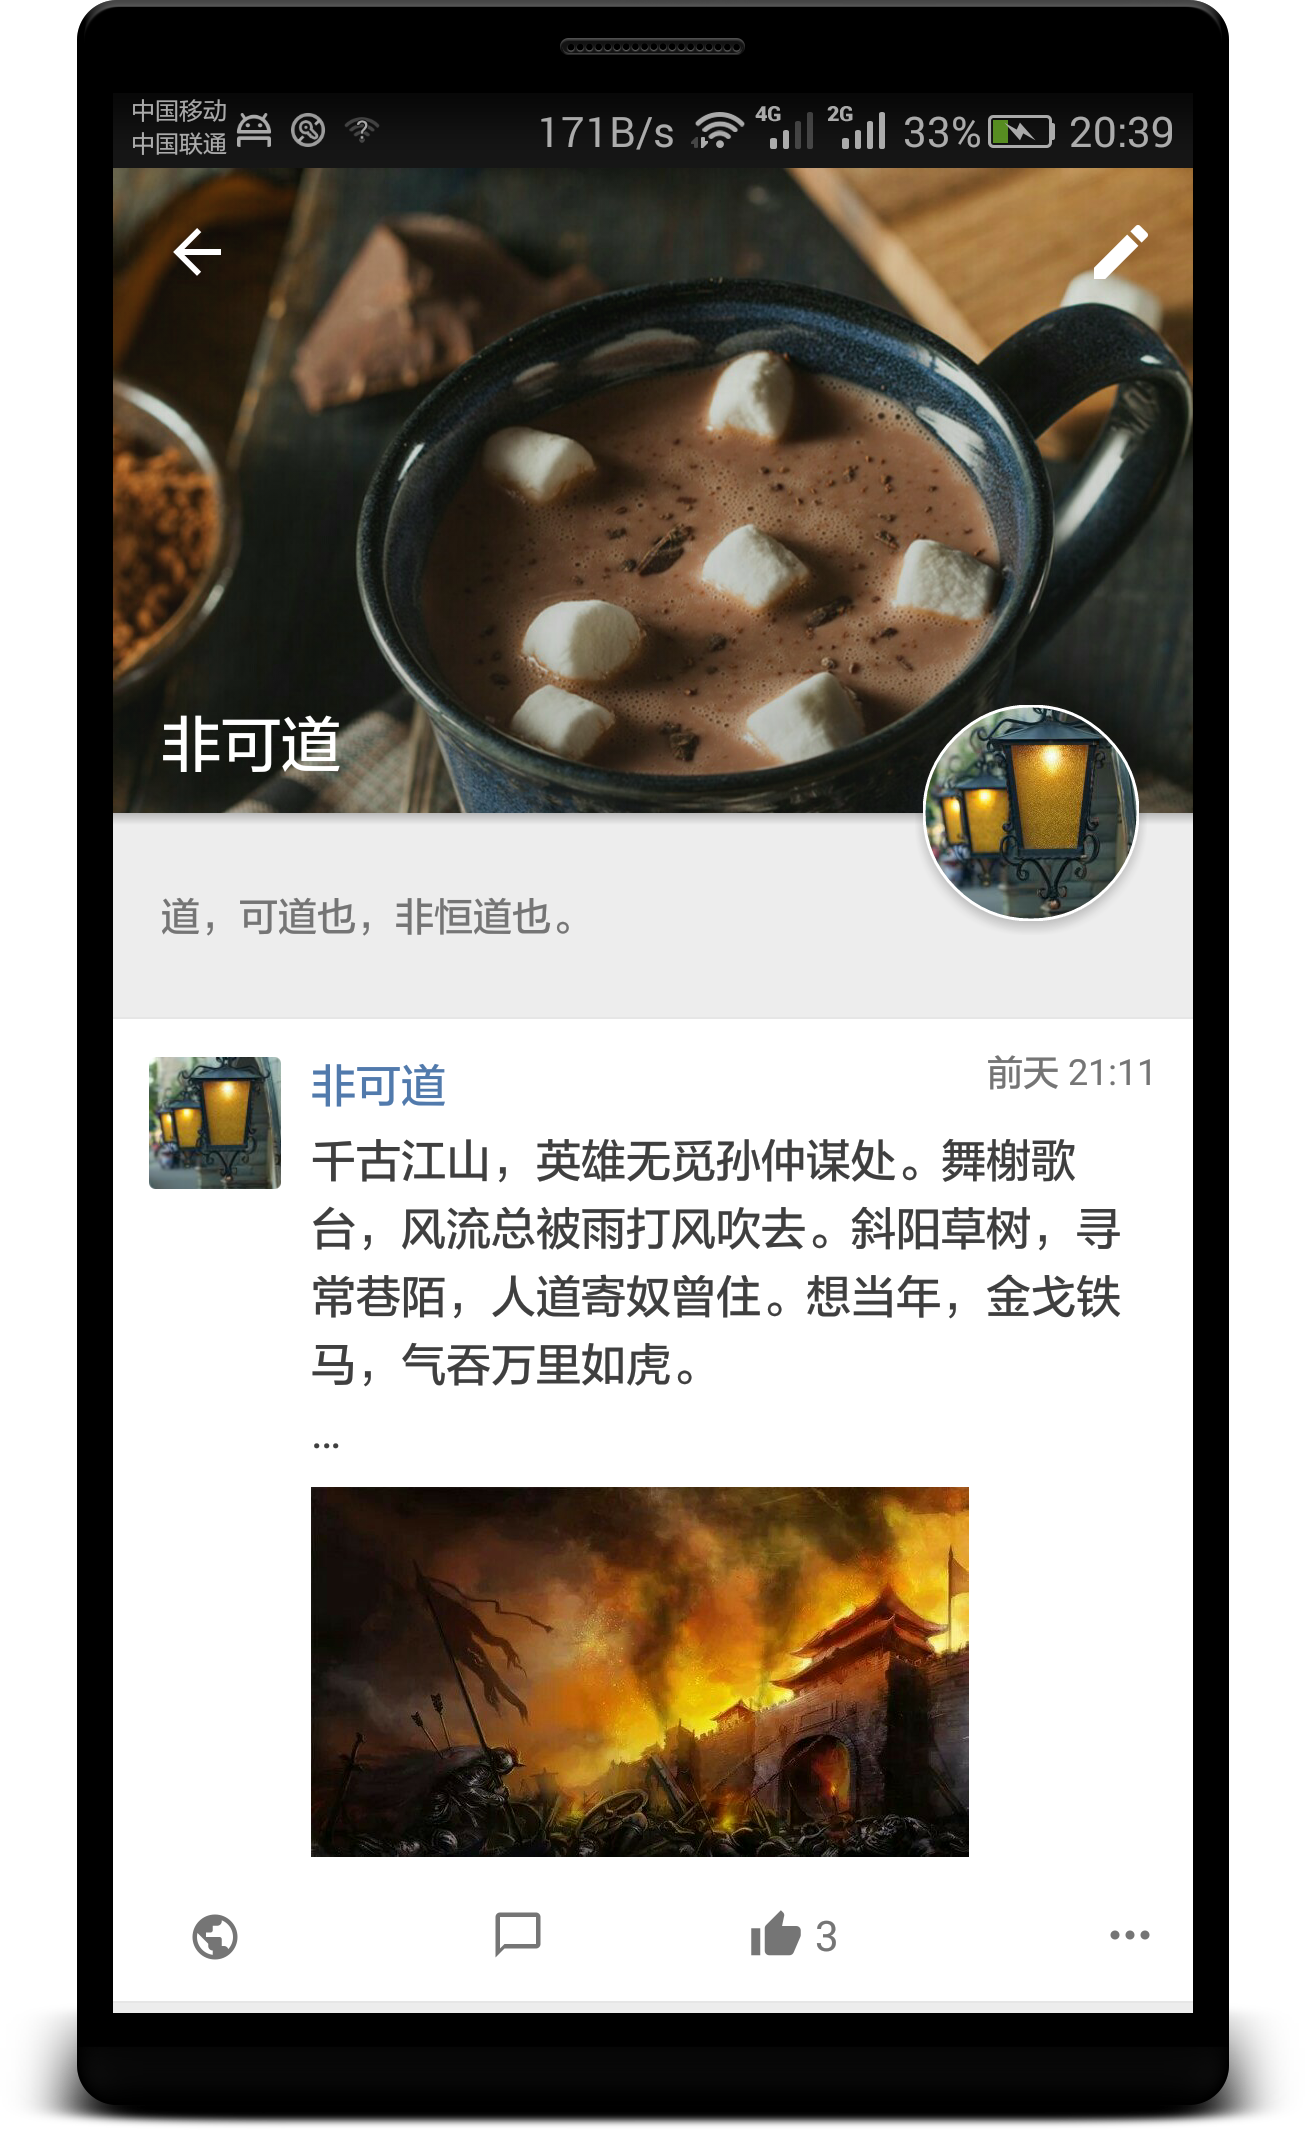 中国移动
中国联通
171B/s 4G 2G 33% 20:39
非可道
道，可道也，非恒道也。
非可道
前天 21:11
千古江山，英雄无觅孙仲谋处。舞榭歌
台，风流总被雨打风吹去。斜阳草树，寻
常巷陌，人道寄奴曾住。想当年，金戈铁
马，气吞万里如虎。
...
3